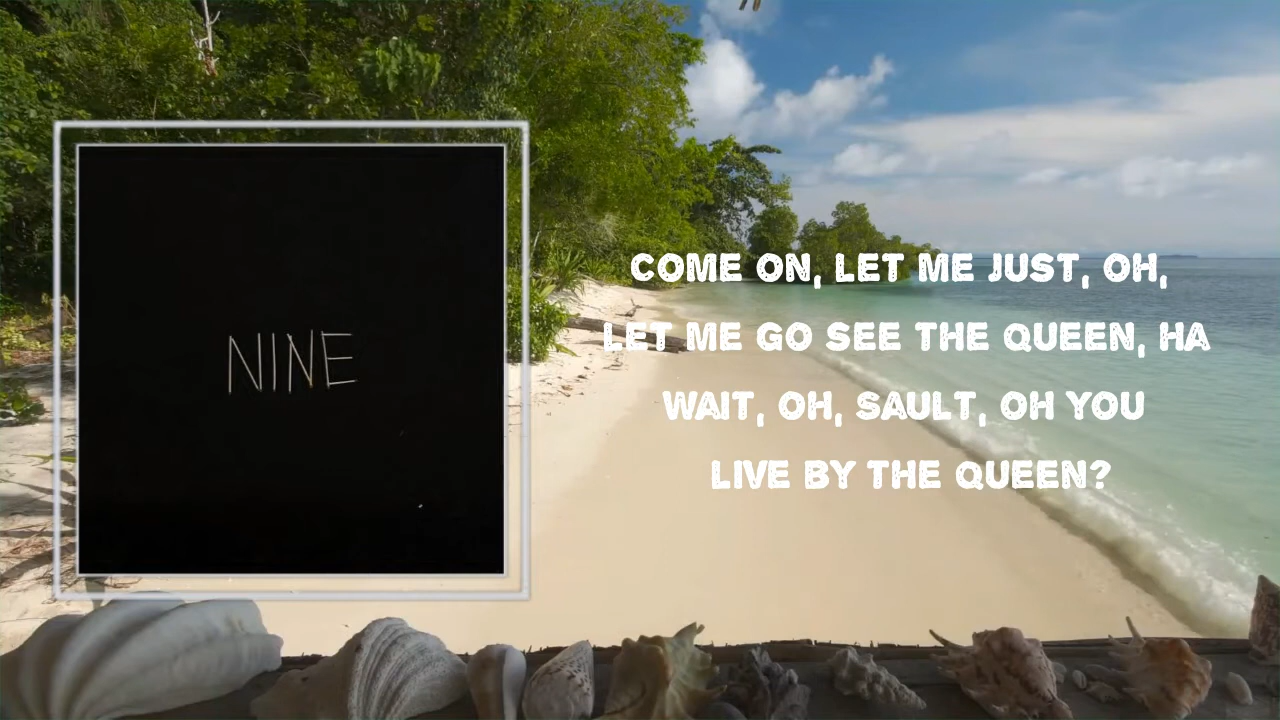 NINE
COME ON, LET ME JUST, OH,
LET ME GO SEE THE QUEEN, HA
WAIT, OH, SAULT, OH YOU
LIVE BY THE QUEEN?